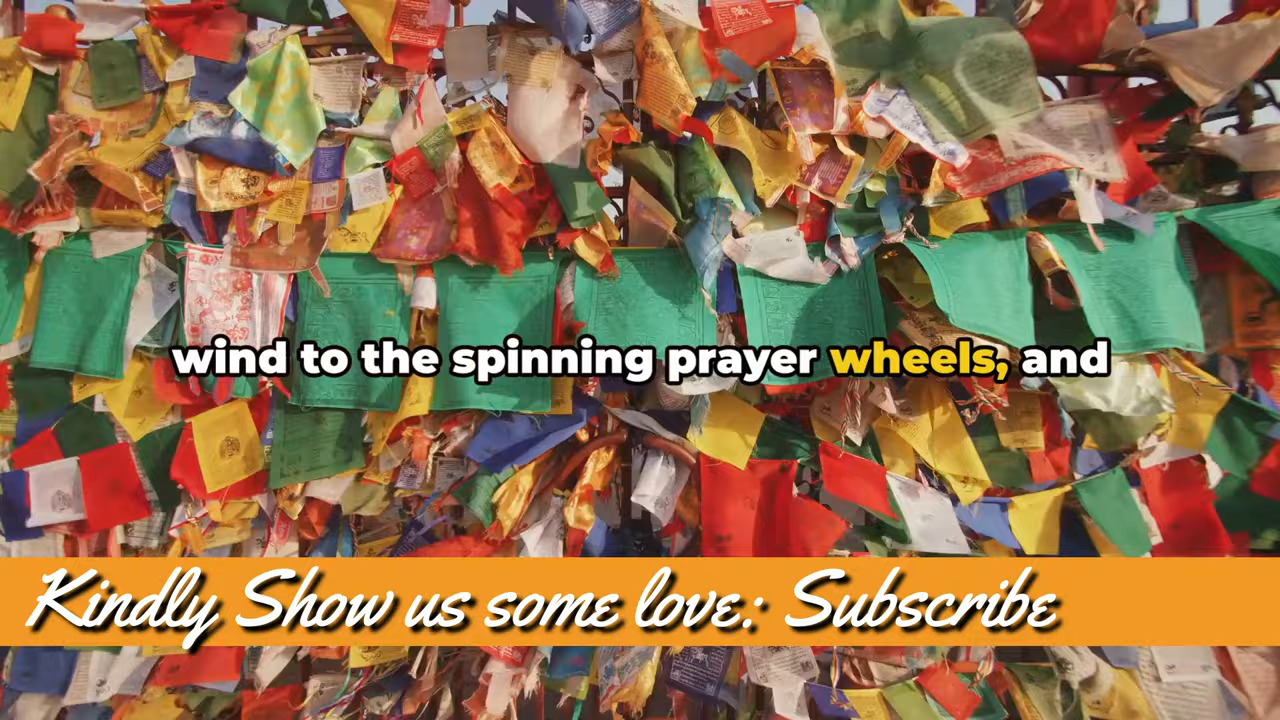 wind to the spinning prayer wheels, and
Kindly Show us some love: Subscribe